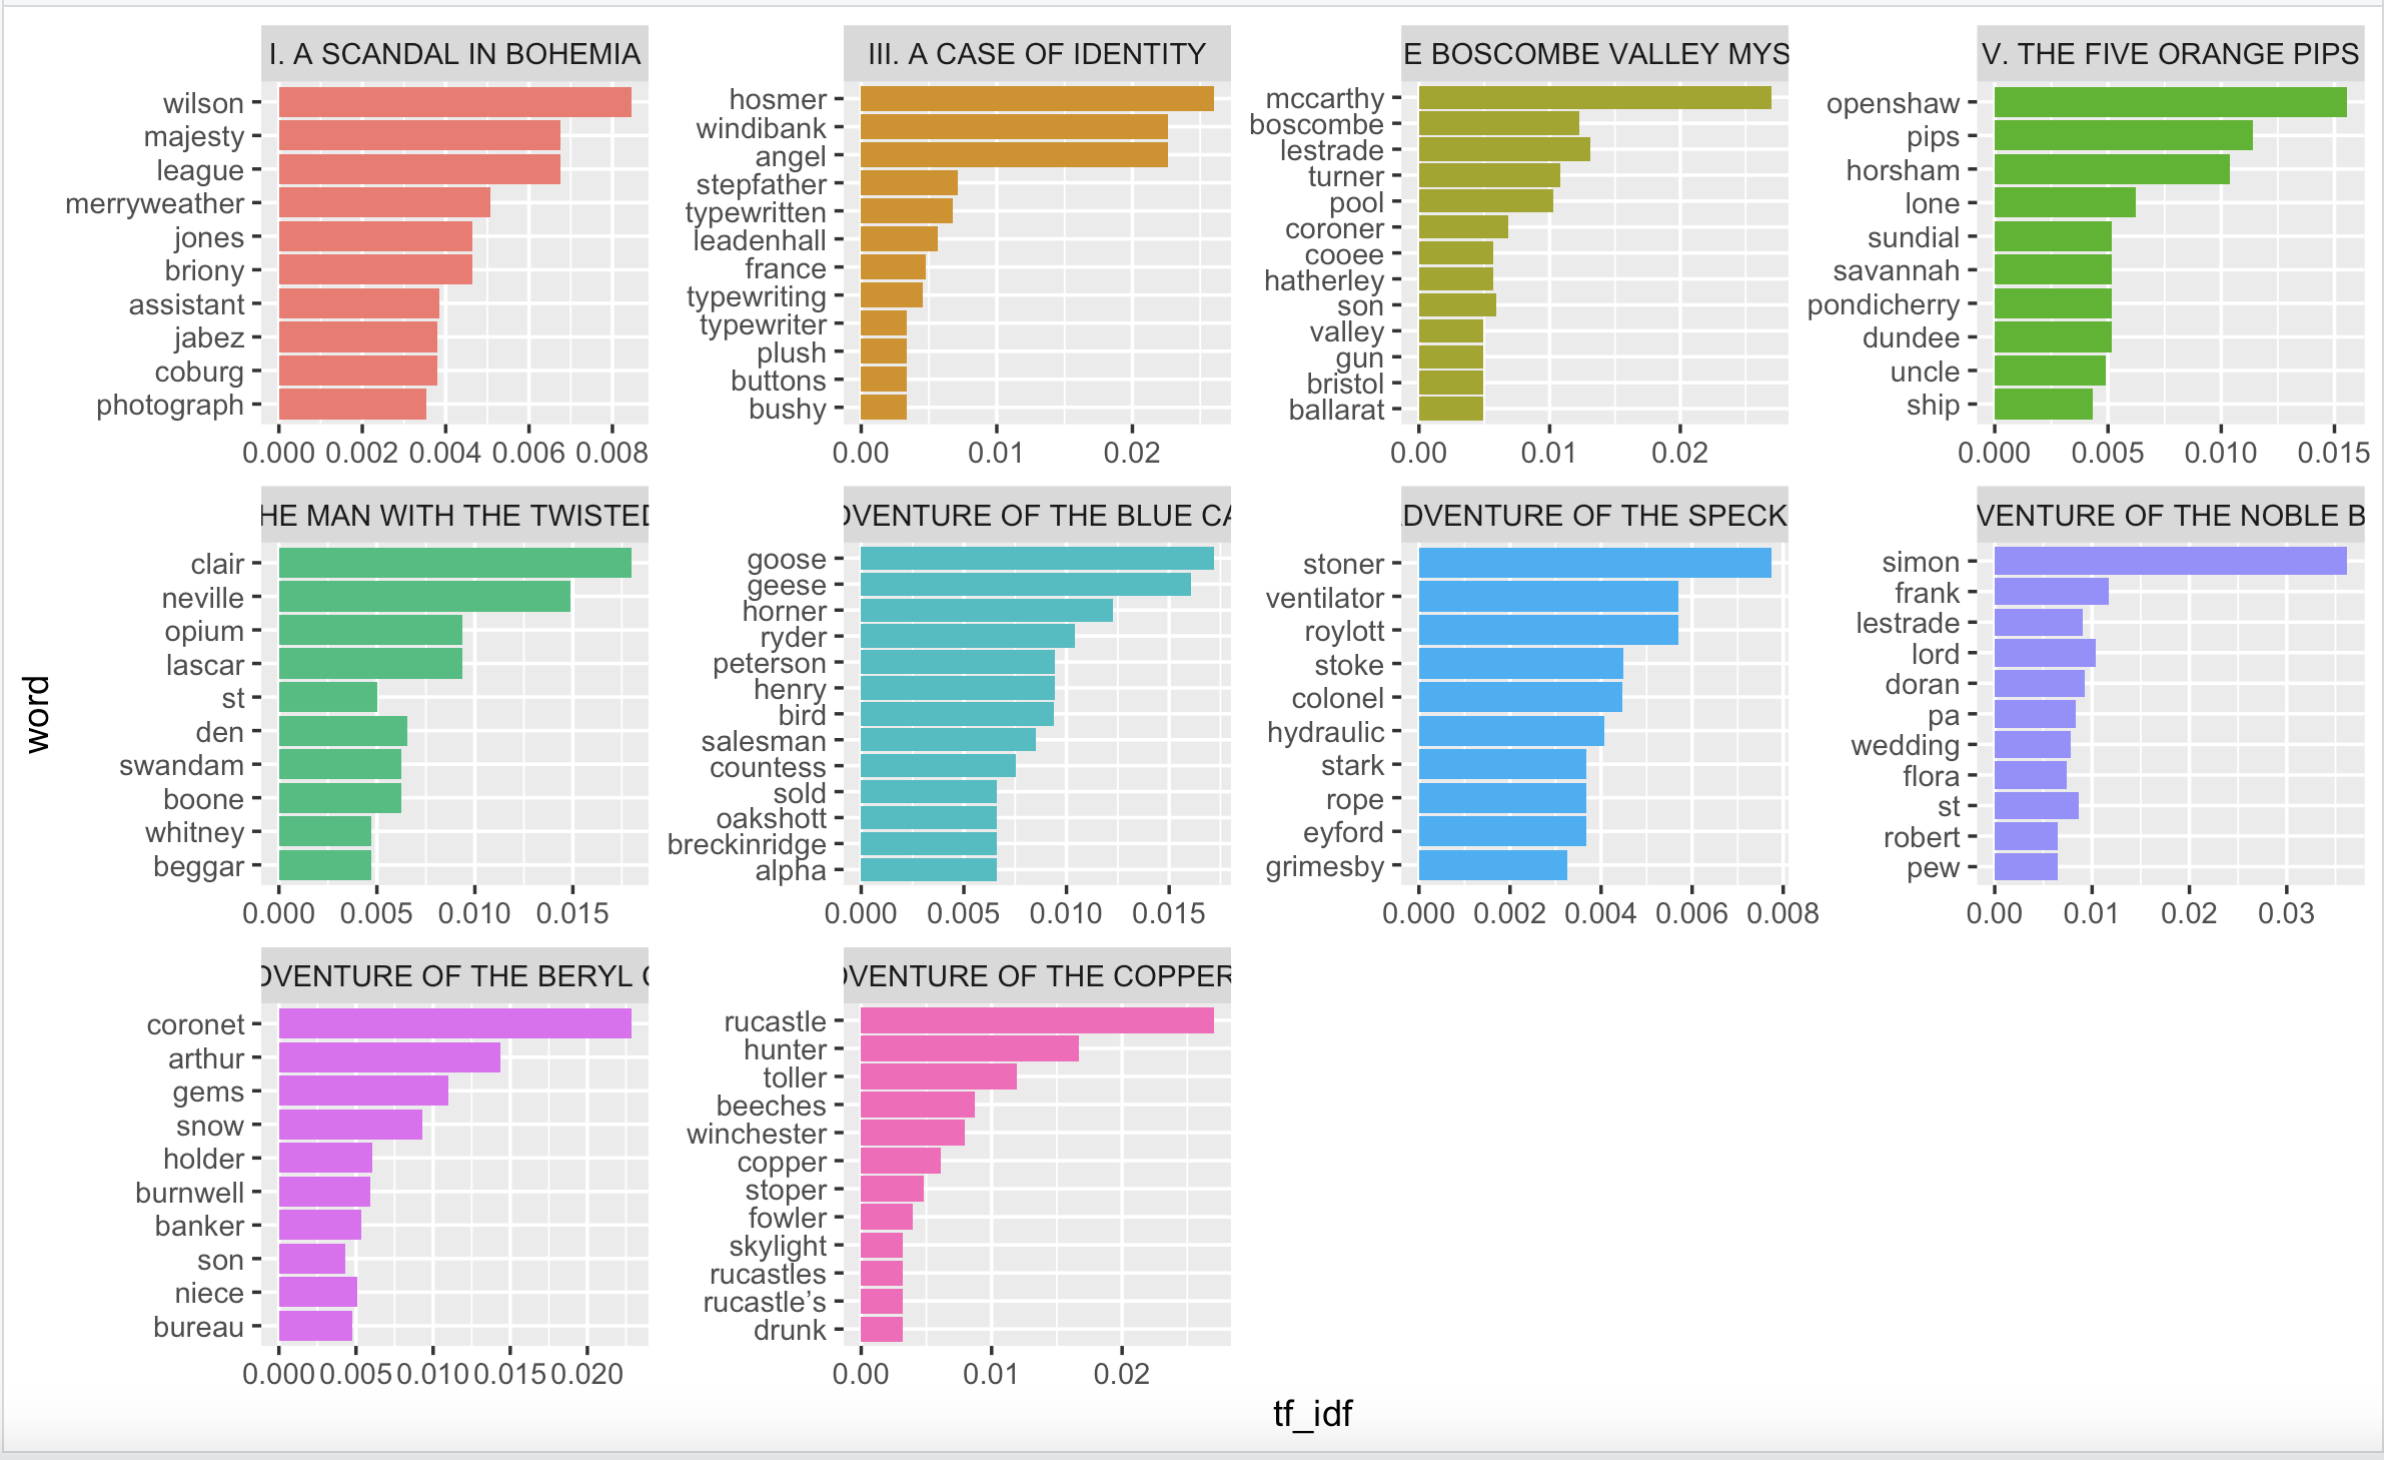 I. A SCANDAL IN BOHEMIA
wilson
majesty
league
merryweather
jones
briony
assistant
jabez
coburg
photograph
0.000 0.002 0.004 0.006 0.008
III. A CASE OF IDENTITY
hosmer
windibank
angel
stepfather
typewritten
leadenhall
france
typewriting
typewriter
plush
buttons
bushy
0.00 0.01 0.02
E BOSCOMBE VALLEY MYS
mccarthy
boscombe
lestrade
turner
pool
coroner
cooee
hatherley
son
valley
gun
bristol
ballarat
0.00 0.01 0.02
V. THE FIVE ORANGE PIPS
openshaw
pips
horsham
lone
sundial
savannah
pondicherry
dundee
uncle
ship
0.000 0.005 0.010 0.015
HE MAN WITH THE TWISTED
clair
neville
opium
lascar
st
den
swandam
boone
whitney
beggar
0.000 0.005 0.010 0.015
DVENTURE OF THE BLUE CA
goose
geese
horner
ryder
peterson
henry
bird
salesman
countess
sold
oakshott
breckinridge
alpha
0.000 0.005 0.010 0.015
DVENTURE OF THE SPECK
stoner
ventilator
roylott
stoke
colonel
hydraulic
stark
rope
eyford
grimesby
0.000 0.002 0.004 0.006 0.008
VENTURE OF THE NOBLE B
simon
frank
lestrade
lord
doran
pa
wedding
flora
st
robert
pew
0.00 0.01 0.02 0.03
DVENTURE OF THE BERYL C
coronet
arthur
gems
snow
holder
burnwell
banker
son
niece
bureau
0.000 0.005 0.010 0.015 0.020
DVENTURE OF THE COPPER
rucastle
hunter
toller
beeches
winchester
copper
stoper
fowler
skylight
rucastles
rucastle’s
drunk
0.00 0.01 0.02
word
tf_idf